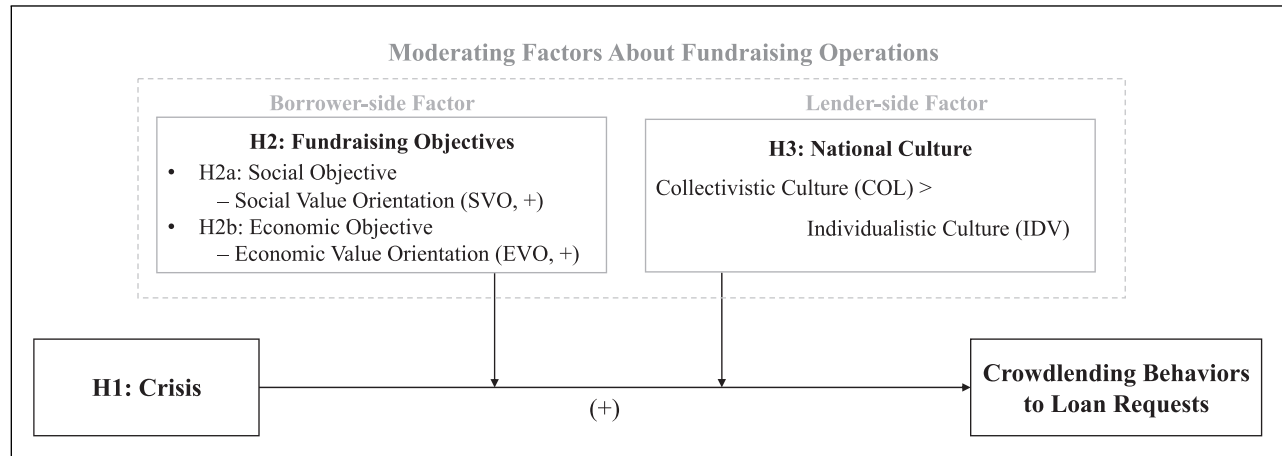 Moderating Factors About Fundraising Operations
Borrower-side Factor
H2: Fundraising Objectives
• H2a: Social Objective
– Social Value Orientation (SVO, +)
• H2b: Economic Objective
– Economic Value Orientation (EVO, +)
Lender-side Factor
H3: National Culture
Collectivistic Culture (COL) >
Individualistic Culture (IDV)
H1: Crisis
(+)
Crowdlending Behaviors
to Loan Requests